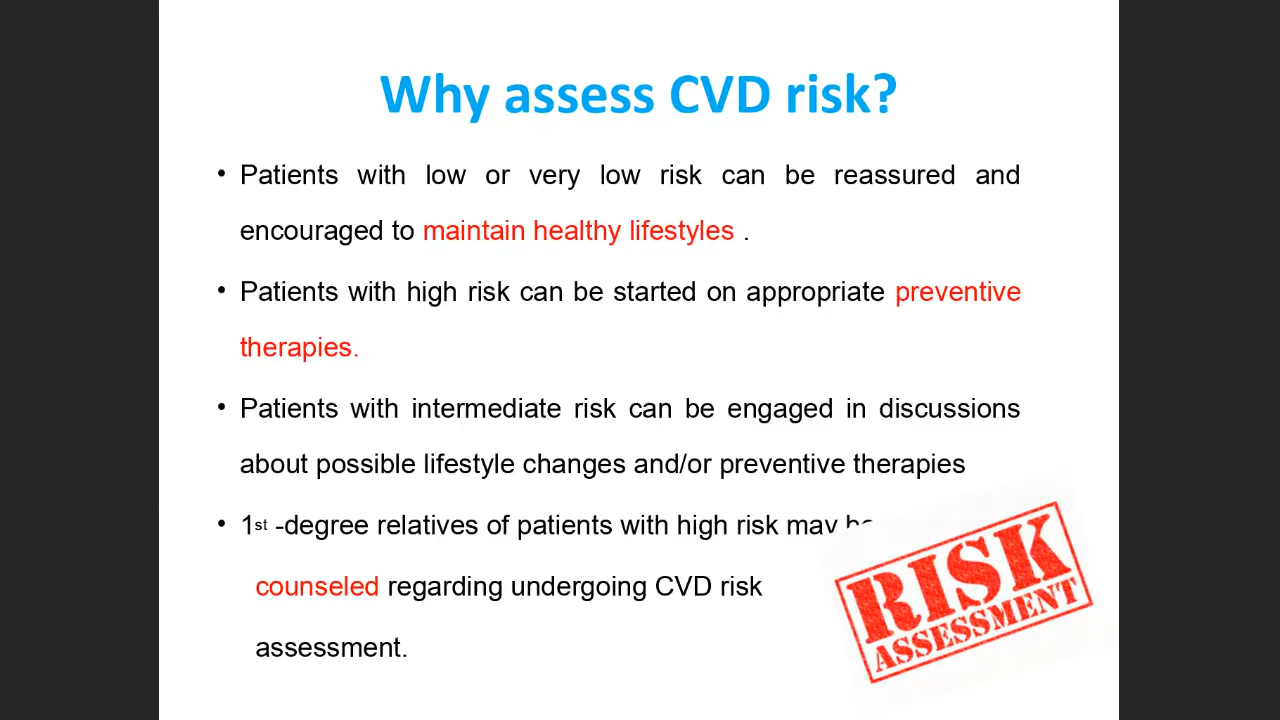 Why assess CVD risk?
• Patients with low or very low risk can be reassured and
encouraged to maintain healthy lifestyles .
• Patients with high risk can be started on appropriate preventive
therapies.
• Patients with intermediate risk can be engaged in discussions
about possible lifestyle changes and/or preventive therapies
• 1st -degree relatives of patients with high risk may be
counseled regarding undergoing CVD risk
assessment.
RISK
ASSESSMENT